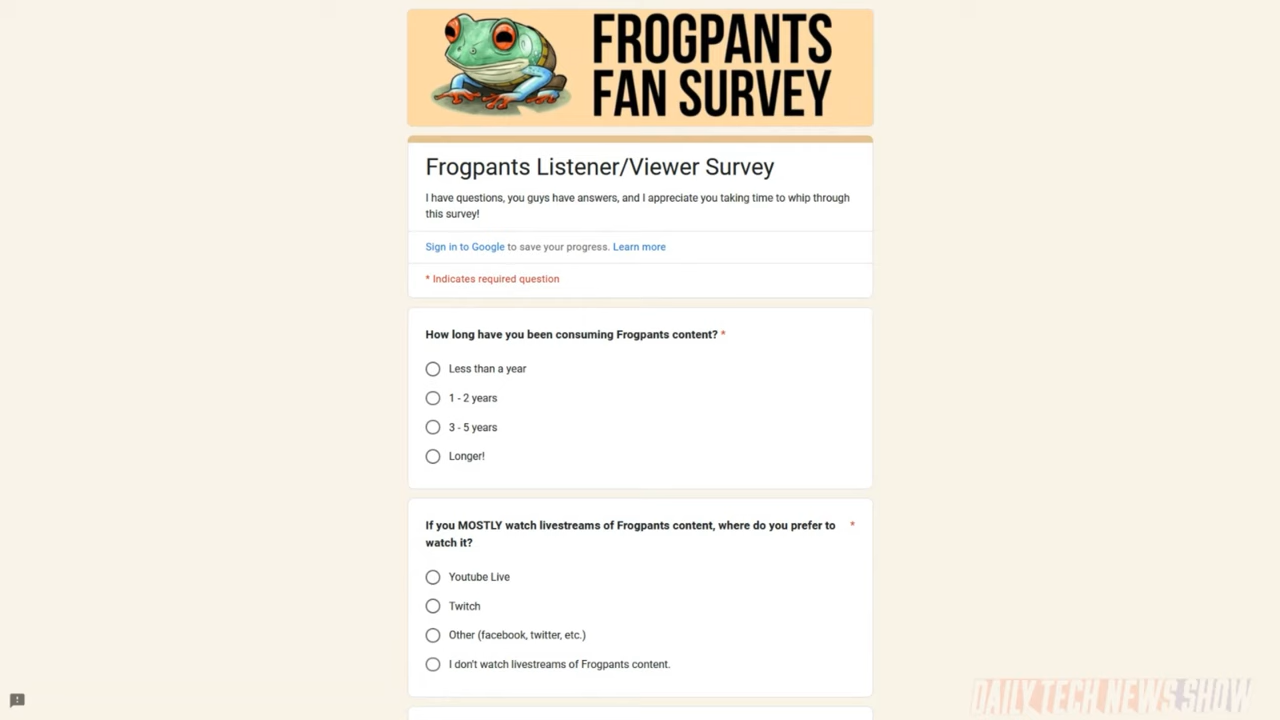 FROGPANTS
FAN SURVEY
Frogpants Listener/Viewer Survey
I have questions, you guys have answers, and I appreciate you taking time to whip through
this survey!
Sign in to Google to save your progress. Learn more
* Indicates required question
How long have you been consuming Frogpants content? *
Less than a year
1 - 2 years
3 - 5 years
Longer!
If you MOSTLY watch livestreams of Frogpants content, where do you prefer to *
watch it?
Youtube Live
Twitch
Other (facebook, twitter, etc.)
I don't watch livestreams of Frogpants content.
DAILY TECH NEWS SHOW